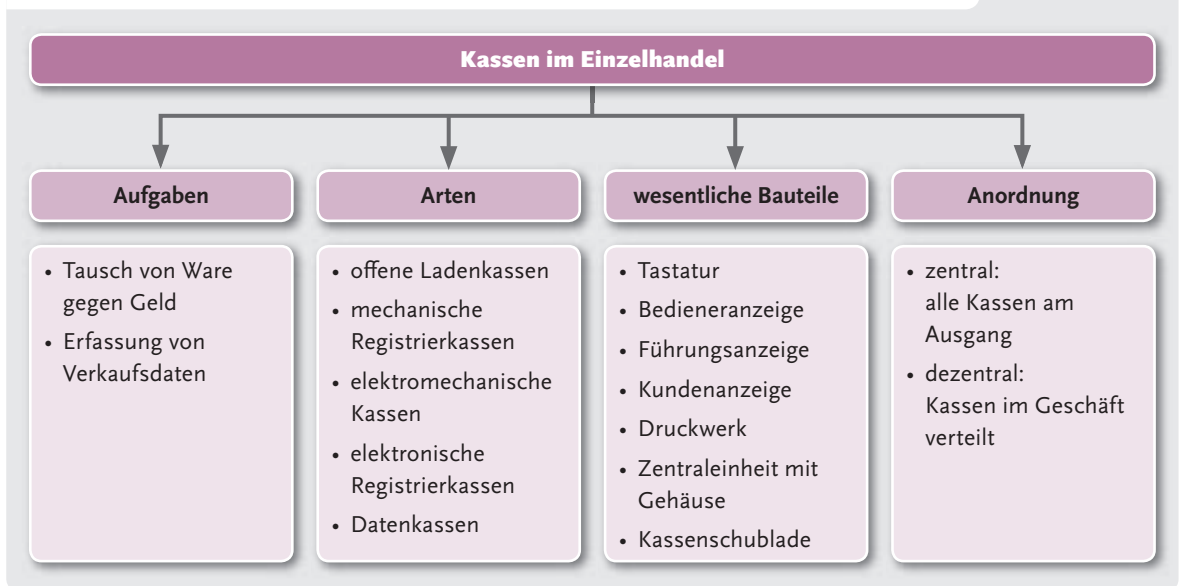 Kassen im Einzelhandel
Aufgaben
• Tausch von Ware
gegen Geld
• Erfassung von
Verkaufsdaten
Arten
• offene Ladenkassen
• mechanische
Registrierkassen
• elektromechanische
Kassen
• elektronische
Registrierkassen
• Datenkassen
wesentliche Bauteile
• Tastatur
• Bedieneranzeige
• Führungsanzeige
• Kundenanzeige
• Druckwerk
• Zentraleinheit mit
Gehäuse
• Kassenschublade
Anordnung
• zentral:
alle Kassen am
Ausgang
• dezentral:
Kassen im Geschäft
verteilt